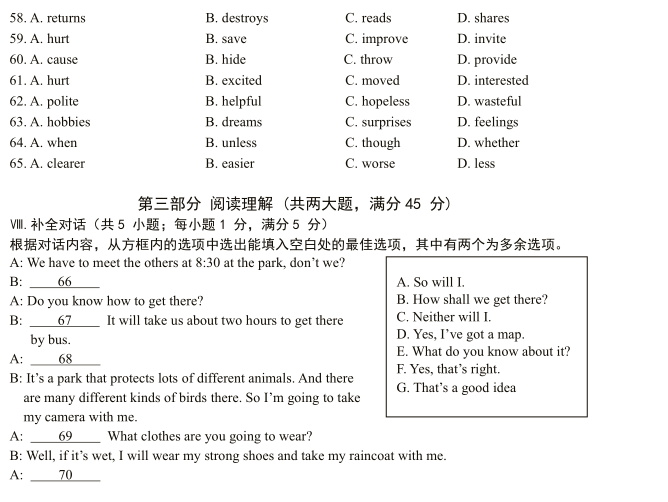 58. A. returns B. destroys C. reads D. shares
59. A. hurt B. save C. improve D. invite
60. A. cause B. hide C. throw D. provide
61. A. hurt B. excited C. moved D. interested
62. A. polite B. helpful C. hopeless D. wasteful
63. A. hobbies B. dreams C. surprises D. feelings
64. A. when B. unless C. though D. whether
65. A. clearer B. easier C. worse D. less
第三部分 阅读理解 (共两大题，满分 45 分)
Ⅷ.补全对话（共 5 小题；每小题 1 分，满分 5 分）
根据对话内容，从方框内的选项中选出能填入空白处的最佳选项，其中有两个为多余选项。
A: We have to meet the others at 8:30 at the park, don't we?
B: 66
A: Do you know how to get there?
B: 67 It will take us about two hours to get there
by bus.
A: 68
B: It's a park that protects lots of different animals. And there
are many different kinds of birds there. So I'm going to take
my camera with me.
A: 69 What clothes are you going to wear?
B: Well, if it's wet, I will wear my strong shoes and take my raincoat with me.
A: 70
A. So will I.
B. How shall we get there?
C. Neither will I.
D. Yes, I've got a map.
E. What do you know about it?
F. Yes, that's right.
G. That's a good idea